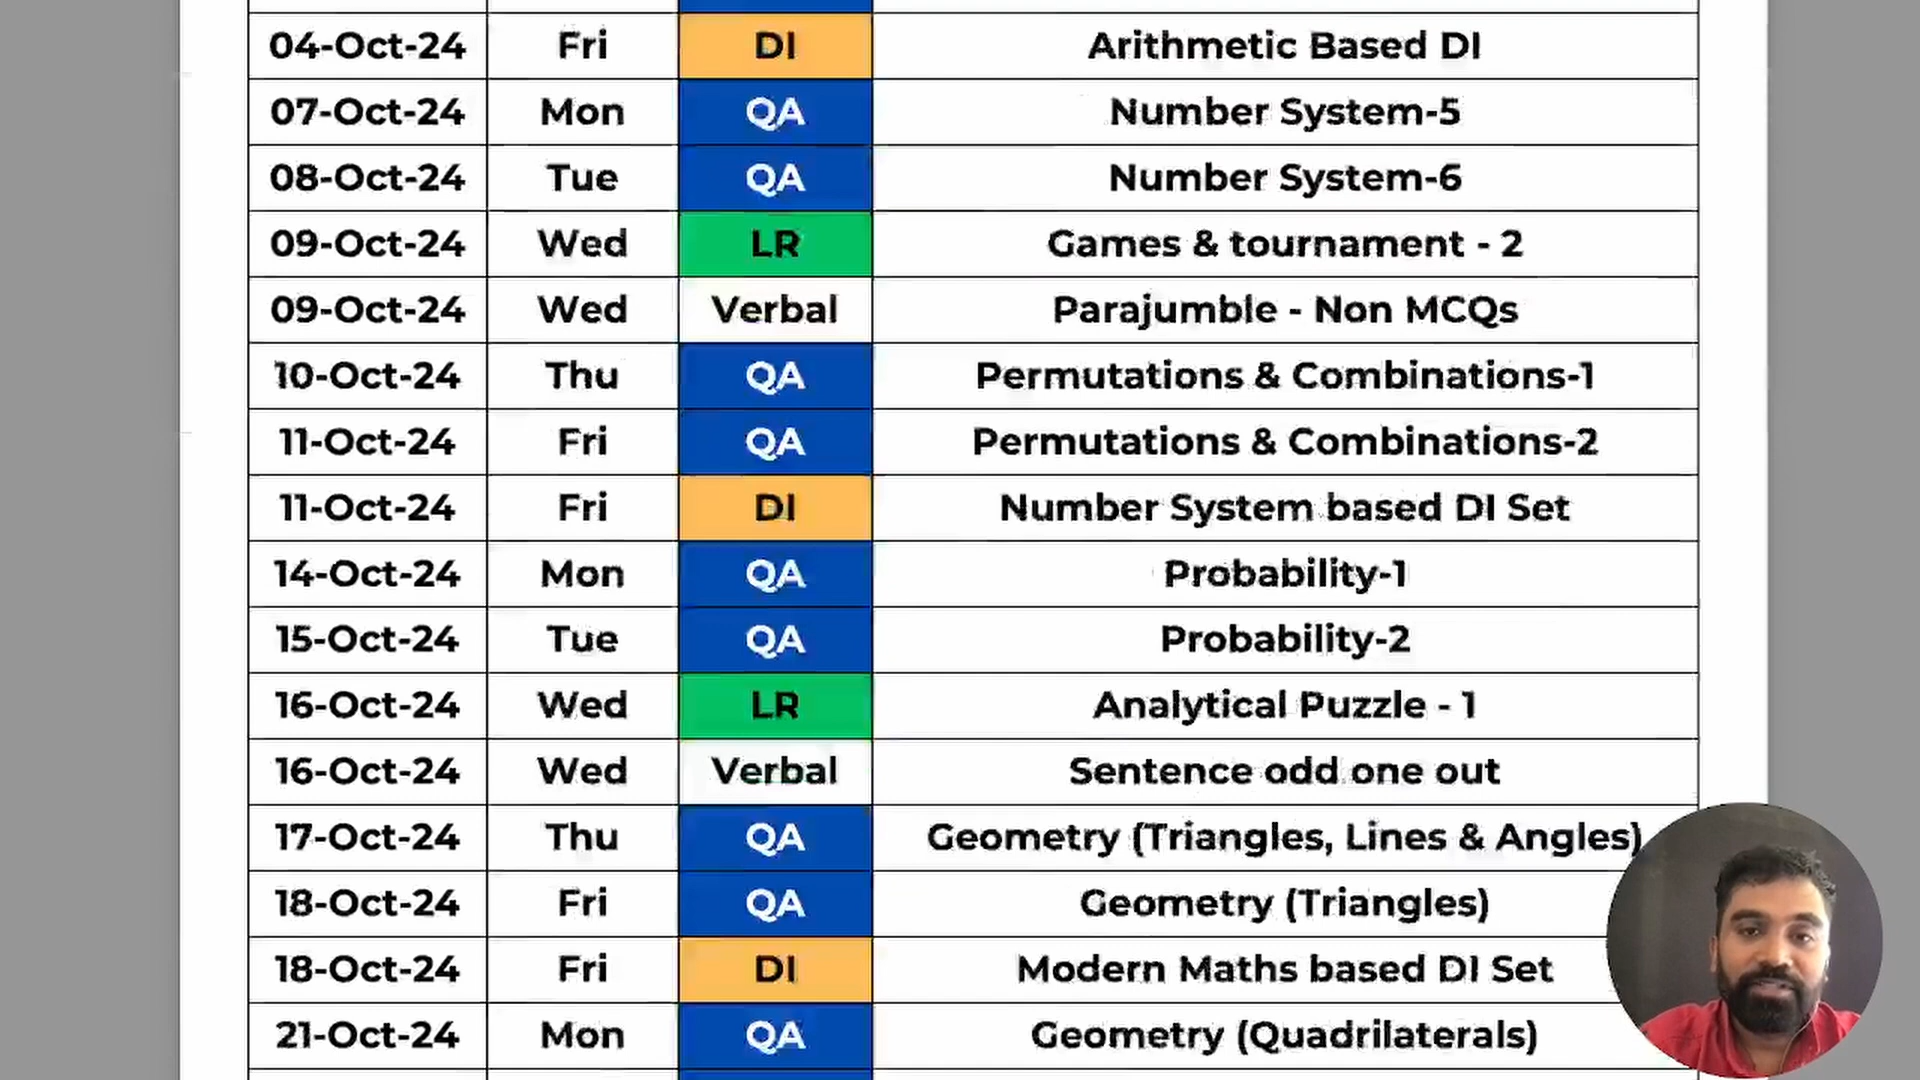 04-Oct-24 Fri DI Arithmetic Based DI
07-Oct-24 Mon QA Number System-5
08-Oct-24 Tue QA Number System-6
09-Oct-24 Wed LR Games & tournament - 2
09-Oct-24 Wed Verbal Parajumble - Non MCQs
10-Oct-24 Thu QA Permutations & Combinations-1
11-Oct-24 Fri QA Permutations & Combinations-2
11-Oct-24 Fri DI Number System based DI Set
14-Oct-24 Mon QA Probability-1
15-Oct-24 Tue QA Probability-2
16-Oct-24 Wed LR Analytical Puzzle - 1
16-Oct-24 Wed Verbal Sentence odd one out
17-Oct-24 Thu QA Geometry (Triangles, Lines & Angles)
18-Oct-24 Fri QA Geometry (Triangles)
18-Oct-24 Fri DI Modern Maths based DI Set
21-Oct-24 Mon QA Geometry (Quadrilaterals)